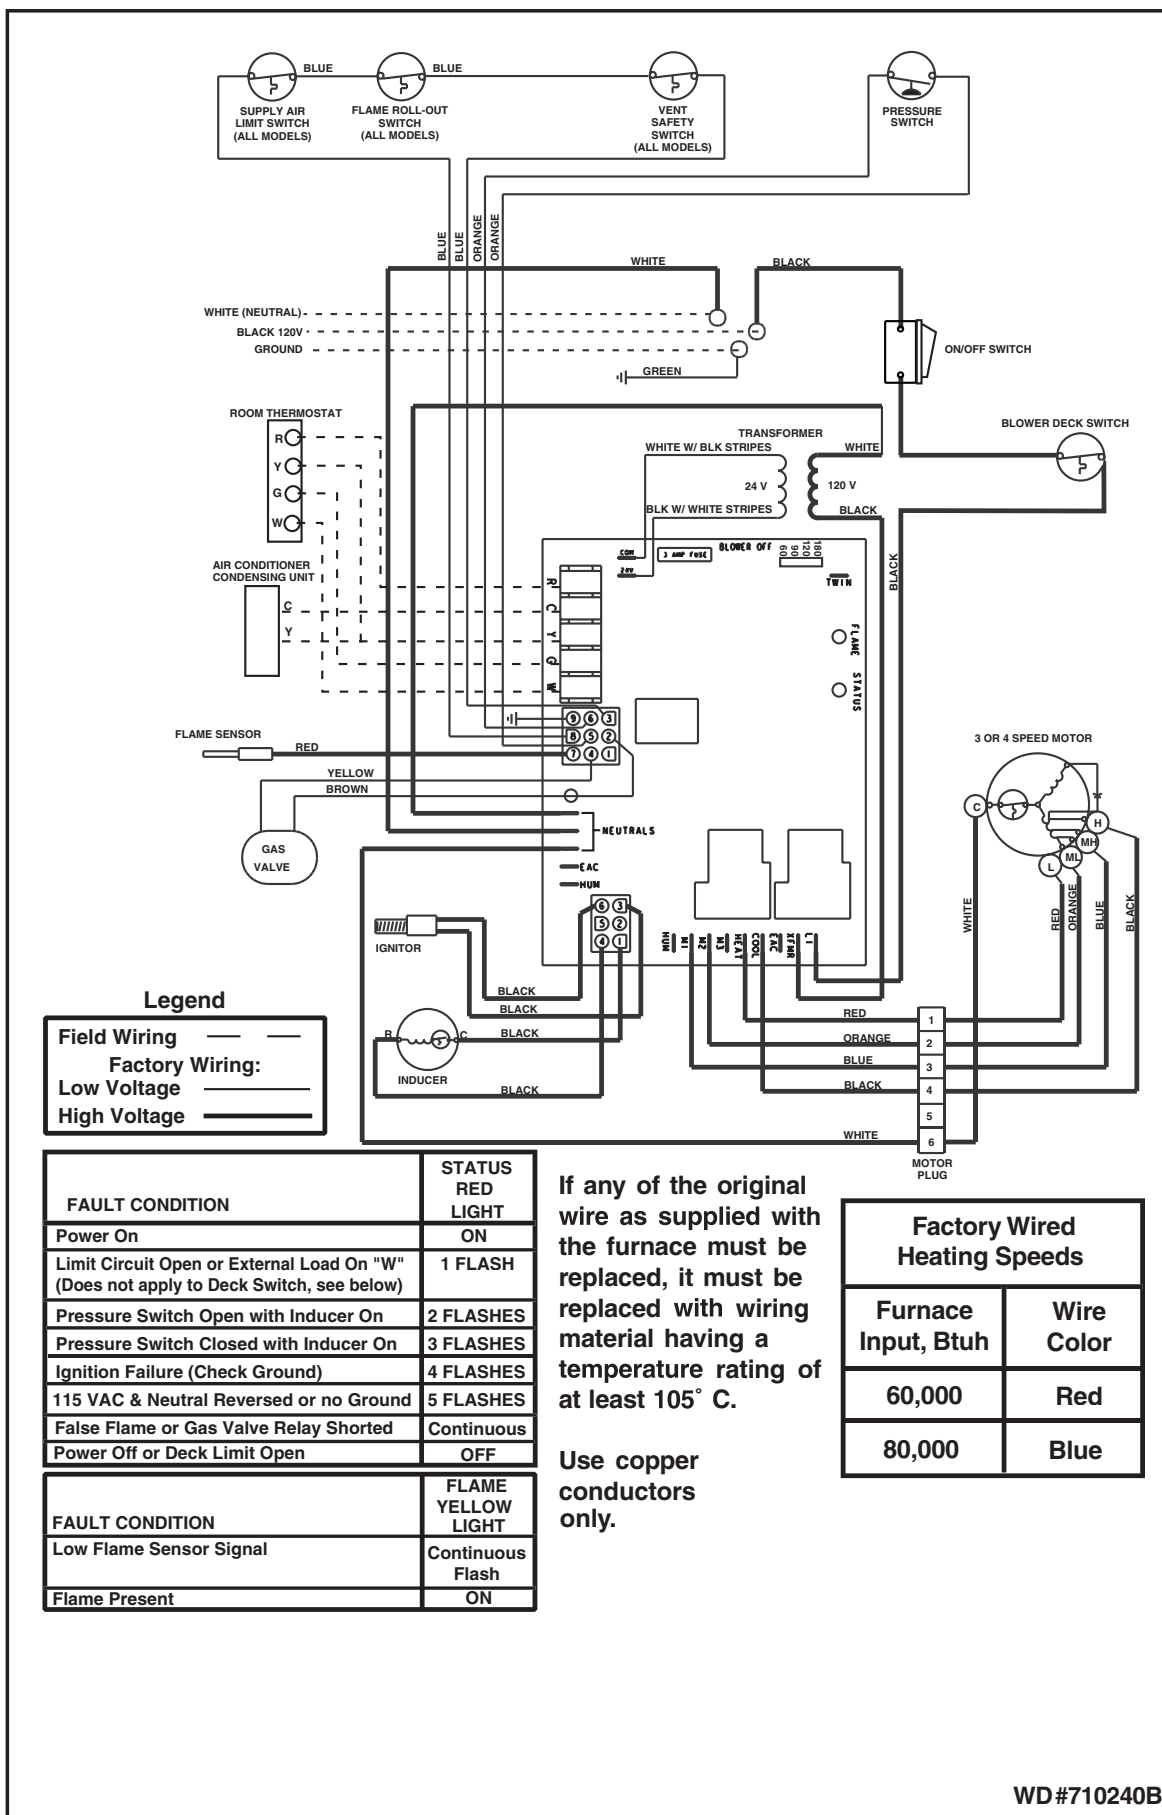 BLUE
BLUE
SUPPLY AIR
LIMIT SWITCH
(ALL MODELS)
FLAME ROLL-OUT
SWITCH
(ALL MODELS)
VENT
SAFETY
SWITCH
(ALL MODELS)
PRESSURE
SWITCH
BLUE
BLUE
ORANGE
ORANGE
WHITE
BLACK
WHITE (NEUTRAL)
BLACK 120V
GROUND
GREEN
ON/OFF SWITCH
ROOM THERMOSTAT
R
Y
G
W
BLOWER DECK SWITCH
TRANSFORMER
WHITE W/ BLK STRIPES
WHITE
24 V
120 V
BLK W/ WHITE STRIPES
BLACK
BLACK
AIR CONDITIONER
CONDENSING UNIT
C
Y
COM
24V
3 AMP FUSE
BLOWER OFF
60
90
120
180
TWIN
R
C
Y
G
W
FLAME
STATUS
9 6 3
8 5 2
7 4 1
FLAME SENSOR
RED
YELLOW
BROWN
GAS
VALVE
NEUTRALS
EAC
HUM
3 OR 4 SPEED MOTOR
C
H
MH
ML
L
WHITE
RED
ORANGE
BLUE
BLACK
6 3
5 2
4 1
IGNITOR
HUM
M1
M2
M3
HEAT
COOL
EAC
XFMR
L1
BLACK
BLACK
BLACK
BLACK
R
C
INDUCER
RED
1
ORANGE
2
BLUE
3
BLACK
4
5
WHITE
6
MOTOR
PLUG
Legend
Field Wiring
Factory Wiring:
Low Voltage
High Voltage
FAULT CONDITION
STATUS
RED
LIGHT
Power On
ON
Limit Circuit Open or External Load On "W"
(Does not apply to Deck Switch, see below)
1 FLASH
Pressure Switch Open with Inducer On
2 FLASHES
Pressure Switch Closed with Inducer On
3 FLASHES
Ignition Failure (Check Ground)
4 FLASHES
115 VAC & Neutral Reversed or no Ground
5 FLASHES
False Flame or Gas Valve Relay Shorted
Continuous
Power Off or Deck Limit Open
OFF
FAULT CONDITION
FLAME
YELLOW
LIGHT
Low Flame Sensor Signal
Continuous
Flash
Flame Present
ON
If any of the original
wire as supplied with
the furnace must be
replaced, it must be
replaced with wiring
material having a
temperature rating of
at least 105° C.
Use copper
conductors
only.
Factory Wired
Heating Speeds
Furnace
Input, Btuh
Wire
Color
60,000
Red
80,000
Blue
WD#710240B